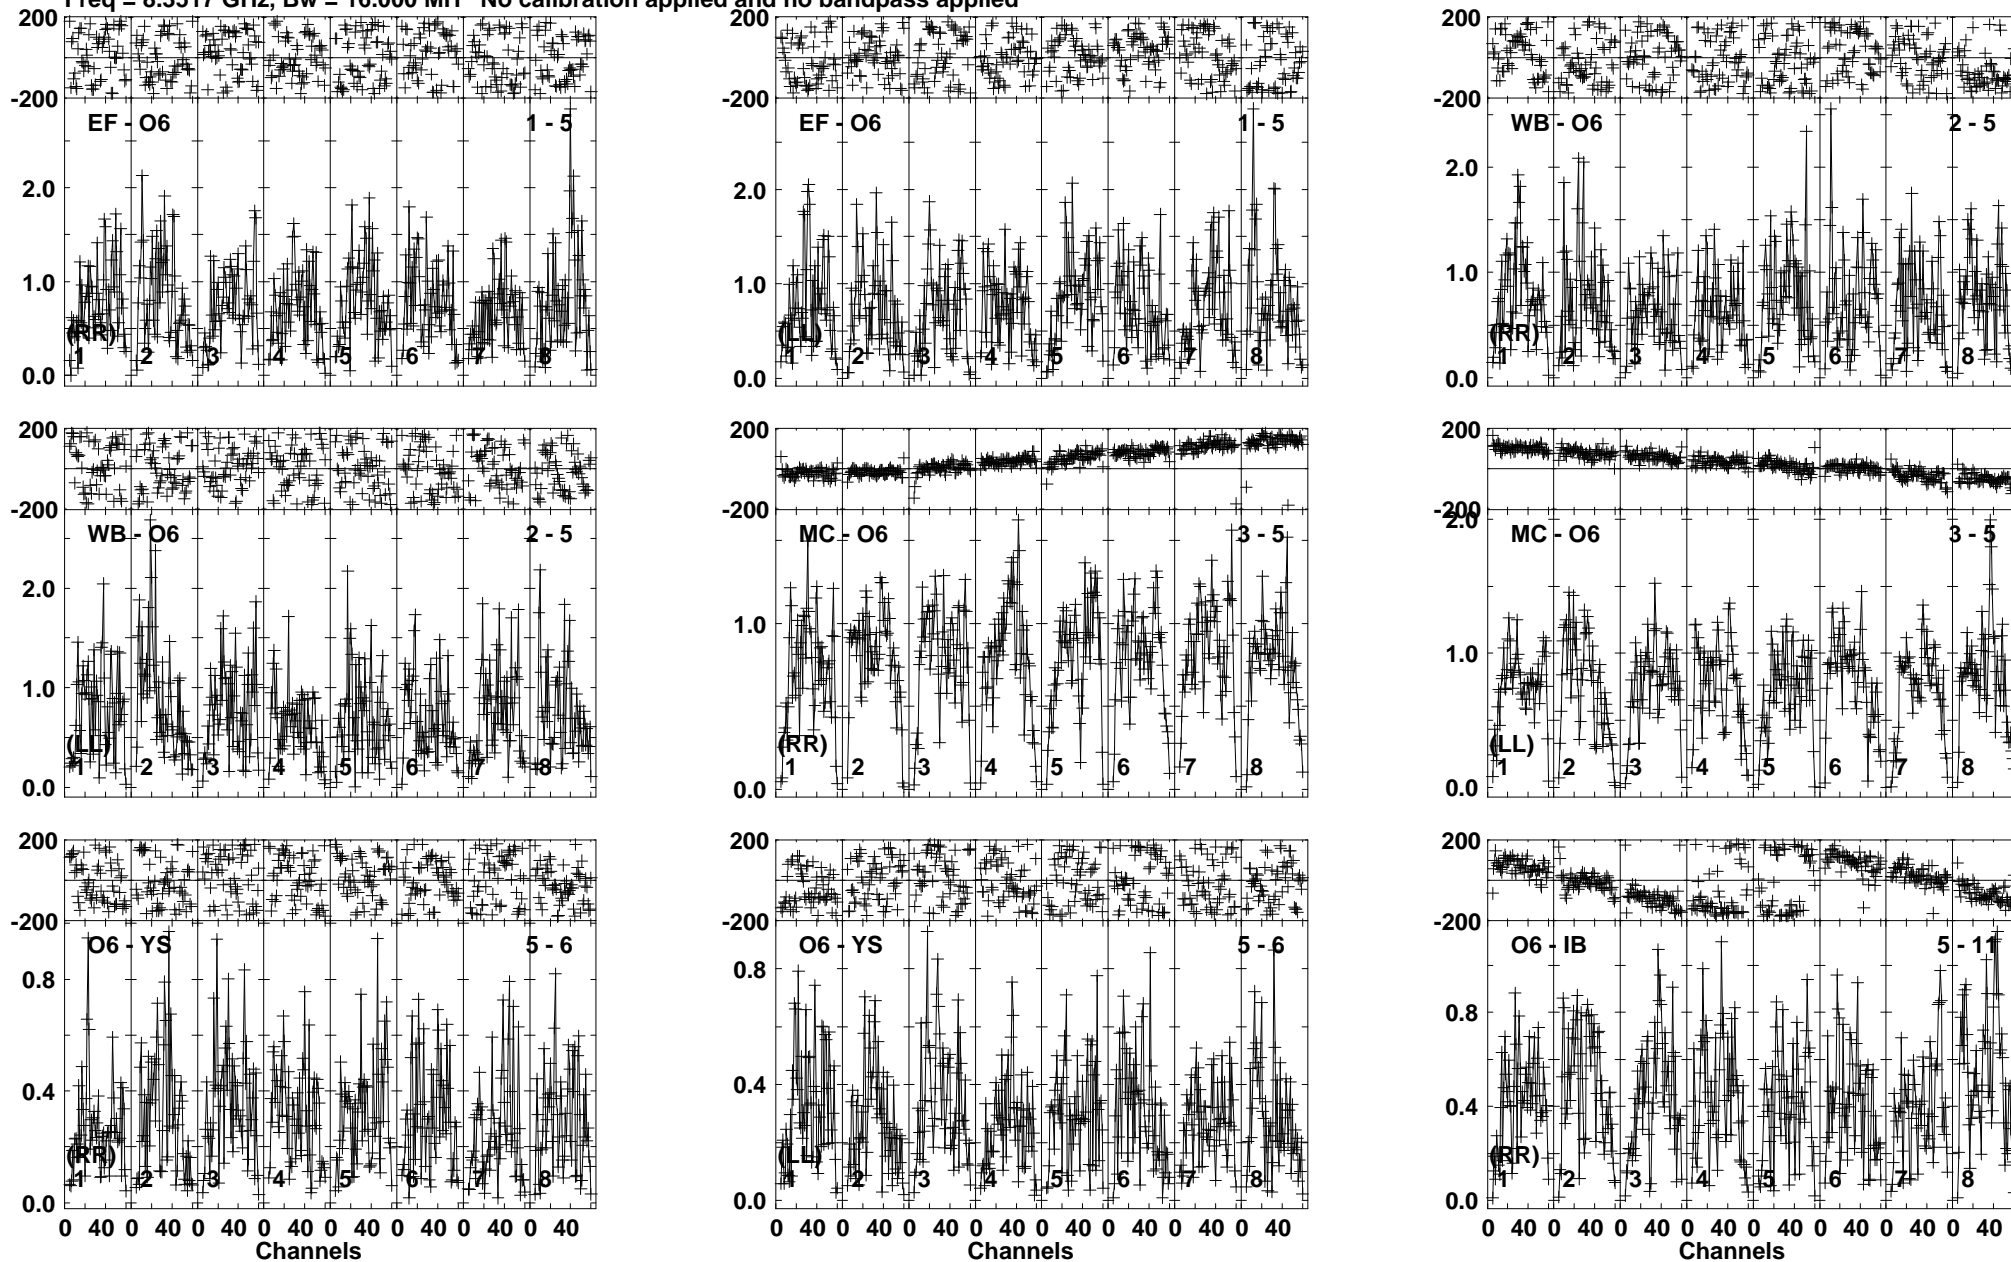 Freq = 8.3517 GHz, Bw = 16.000 MH No calibration applied and no bandpass applied
200 200 200
-200 -200 -200
EF - O6 1 - 5 EF - O6 1 - 5 WB - O6 2 - 5
2.0 2.0 2.0
1.0 1.0 1.0
(RR) (LL) (RR)
1 2 3 4 5 6 7 8 1 2 3 4 5 6 7 8 1 2 3 4 5 6 7 8
0.0 0.0 0.0
200 200 200
-200 -200 -200
2.0
WB - O6 2 - 5 MC - O6 3 - 5 MC - O6 3 - 5
2.0
1.0 1.0 1.0
(LL) (RR) (LL)
1 2 3 4 5 6 7 8 1 2 3 4 5 6 7 8 1 2 3 4 5 6 7 8
0.0 0.0 0.0
200 200 200
-200 -200 -200
O6 - YS 5 - 6 O6 - YS 5 - 6 O6 - IB 5 - 11
0.8 0.8 0.8
0.4 0.4 0.4
(RR) (LL) (RR)
1 2 3 4 5 6 7 8 1 2 3 4 5 6 7 8 1 2 3 4 5 6 7 8
0.0 0.0 0.0
0 40 0 40 0 40 0 40 0 40 0 40 0 40 0 40 0 40 0 40 0 40 0 40 0 40 0 40 0 40 0 40 0 40 0 40 0 40 0 40 0 40 0 40 0 40 0 40
Channels Channels Channels